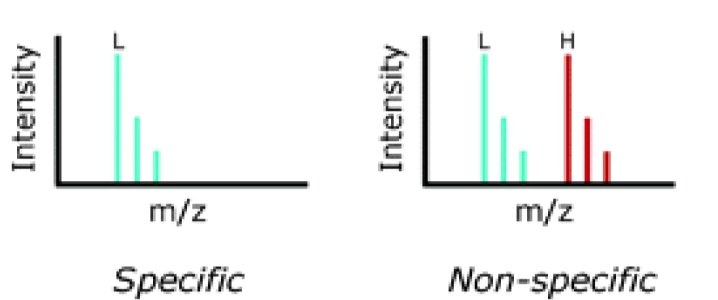 L
Intensity
m/z
Specific
L
H
Intensity
m/z
Non-specific